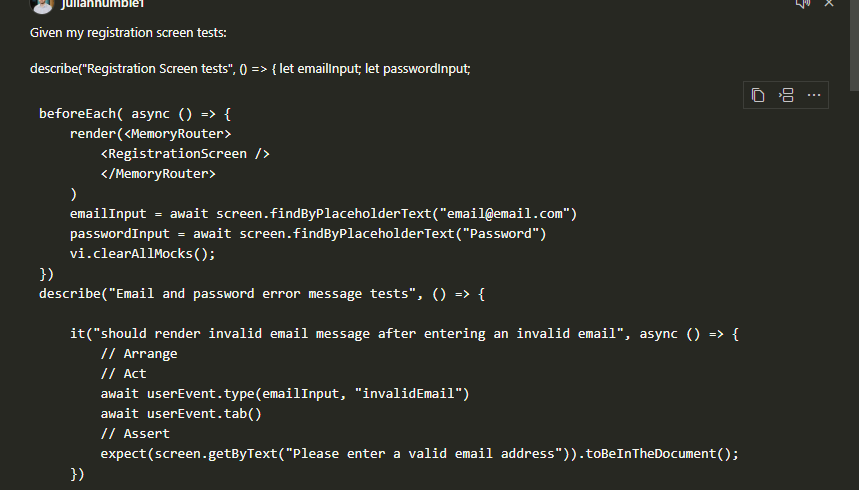 juliannumble1
Given my registration screen tests:
describe("Registration Screen tests", () => { let emailInput; let passwordInput;
beforeEach( async () => {
render(<MemoryRouter>
<RegistrationScreen />
</MemoryRouter>
)
emailInput = await screen.findByPlaceholderText("email@email.com")
passwordInput = await screen.findByPlaceholderText("Password")
vi.clearAllMocks();
})
describe("Email and password error message tests", () => {
it("should render invalid email message after entering an invalid email", async () => {
// Arrange
// Act
await userEvent.type(emailInput, "invalidEmail")
await userEvent.tab()
// Assert
expect(screen.getByText("Please enter a valid email address")).toBeInTheDocument();
})